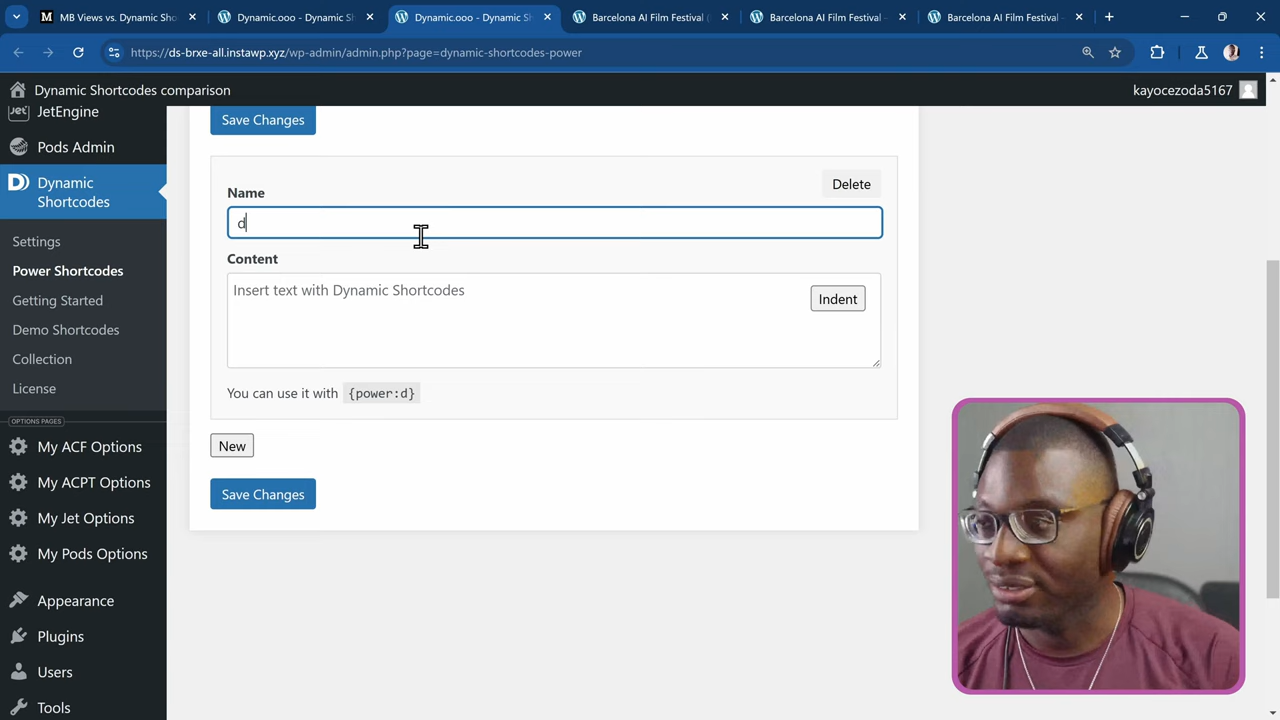 MB Views vs. Dynamic Sho
Dynamic.ooo - Dynamic S
Dynamic.ooo - Dynamic S
Barcelona AI Film Festival (
Barcelona AI Film Festival –
Barcelona AI Film Festival –
https://ds-brxe-all.instawp.xyz/wp-admin/admin.php?page=dynamic-shortcodes-power
Dynamic Shortcodes comparison
kayocezoda5167
Jet
JetEngine
Pods Admin
Dynamic
Shortcodes
Settings
Power Shortcodes
Getting Started
Demo Shortcodes
Collection
License
OPTIONS PAGES
My ACF Options
My ACPT Options
My Jet Options
My Pods Options
Appearance
Plugins
Users
Tools
Save Changes
Delete
Name
d
Content
Insert text with Dynamic Shortcodes
Indent
You can use it with {power:d}
New
Save Changes